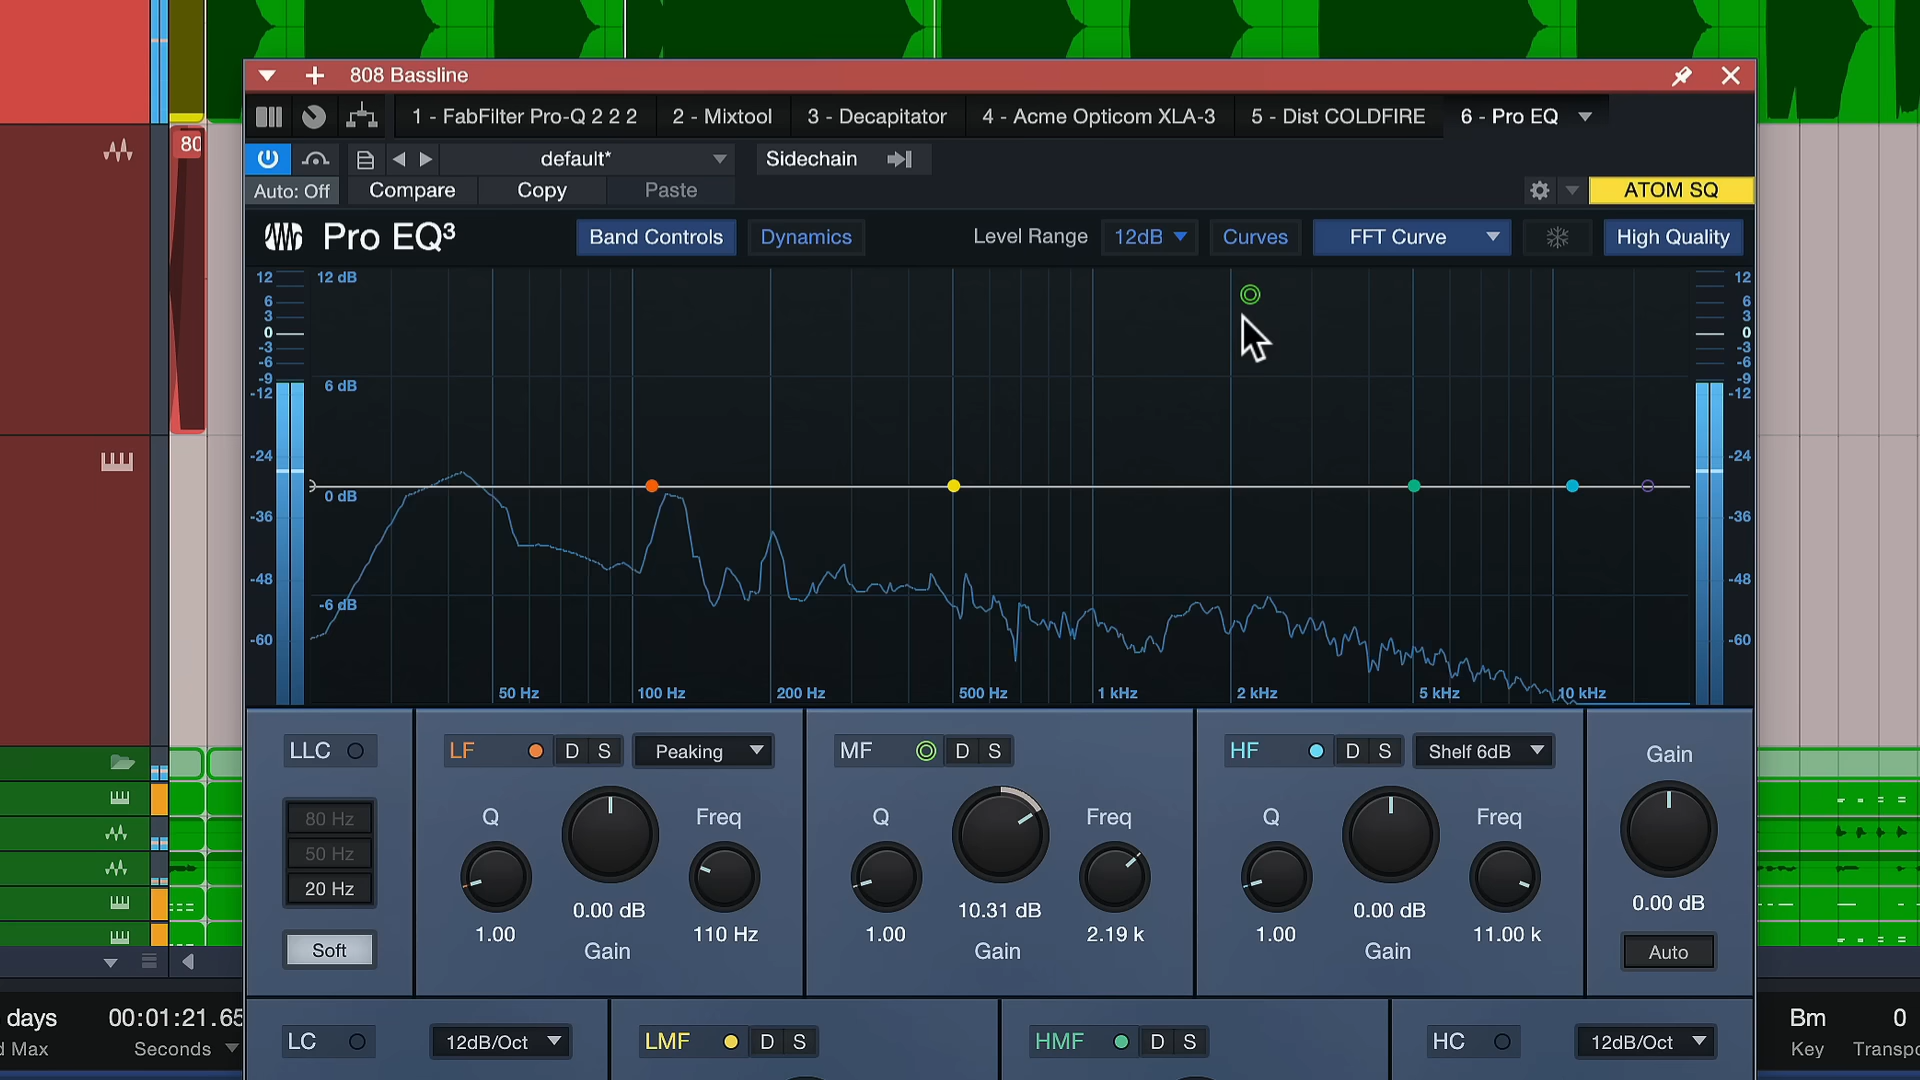 808 Bassline
1 - FabFilter Pro-Q 2 2 2
2 - Mixtool
3 - Decapitator
4 - Acme Opticom XLA-3
5 - Dist COLDFIRE
6 - Pro EQ
80
default*
Sidechain
Auto: Off
Compare
Copy
Paste
ATOM SQ
Pro EQ³
Band Controls
Dynamics
Level Range
12dB
Curves
FFT Curve
High Quality
12
6
3
0
-3
-6
-9
-12
-24
-36
-48
-60
12 dB
6 dB
0 dB
-6 dB
12
6
3
0
-3
-6
-9
-12
-24
-36
-48
-60
50 Hz
100 Hz
200 Hz
500 Hz
1 kHz
2 kHz
5 kHz
10 kHz
LLC
80 Hz
50 Hz
20 Hz
Soft
LF
D
S
Peaking
Q
Freq
0.00 dB
1.00
110 Hz
Gain
MF
D
S
Q
Freq
10.31 dB
1.00
2.19 k
Gain
HF
D
S
Shelf 6dB
Q
Freq
0.00 dB
1.00
11.00 k
Gain
Gain
0.00 dB
Auto
LC
12dB/Oct
LMF
D
S
HMF
D
S
HC
12dB/Oct
days
00:01:21.65
d Max
Seconds
Bm
0
Key
Transpo